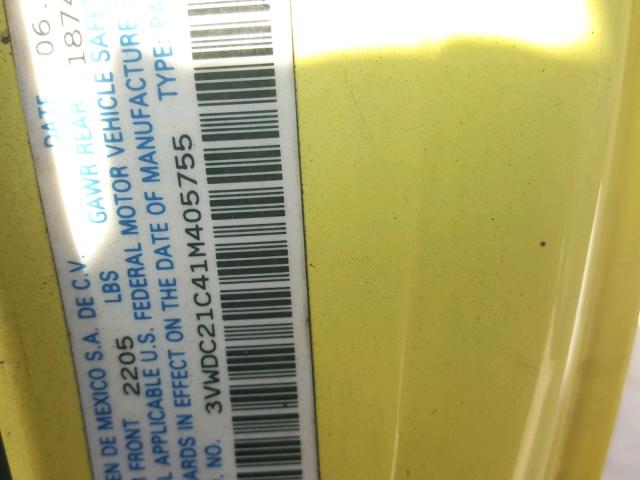 EN DE MEXICO S.A. DE C.V. DATE 06
FRONT 2205 LBS GAWR REAR 1874
APPLICABLE U.S. FEDERAL MOTOR VEHICLE SAFE
ARDS IN EFFECT ON THE DATE OF MANUFACTURE
NO. 3VWDC21C41M405755 TYPE: PA